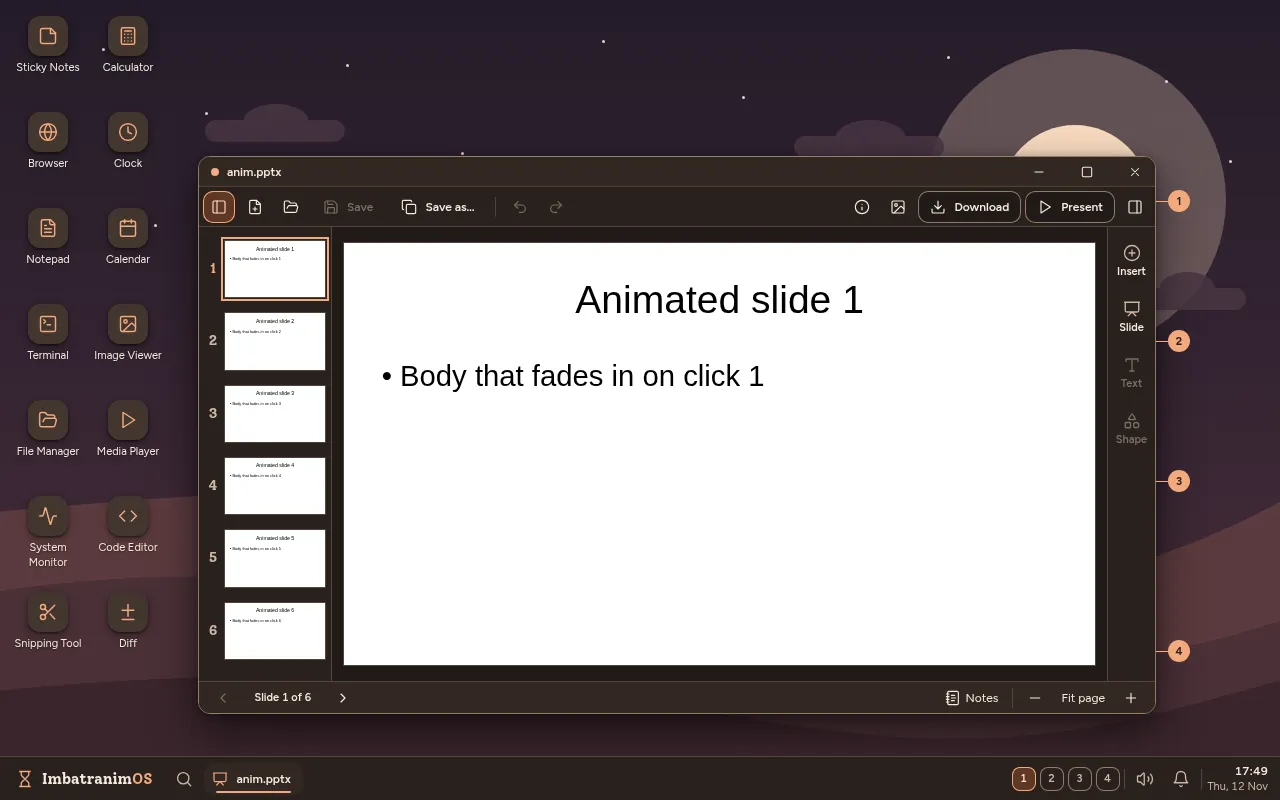 Sticky Notes
Calculator
Browser
Clock
Notepad
Calendar
Terminal
Image Viewer
File Manager
Media Player
System
Monitor
Code Editor
Snipping Tool
Diff
anim.pptx
Save
Save as...
Download
Present
1
Animated slide 1
• Body that fades in on click 1
2
Animated slide 2
• Body that fades in on click 2
3
Animated slide 3
• Body that fades in on click 3
4
Animated slide 4
• Body that fades in on click 4
5
Animated slide 5
• Body that fades in on click 5
6
Animated slide 6
• Body that fades in on click 6
Animated slide 1
• Body that fades in on click 1
Insert
Slide
Text
Shape
1
2
3
4
Slide 1 of 6
Notes
Fit page
ImbatranimOS
anim.pptx
1 2 3 4
17:49
Thu, 12 Nov